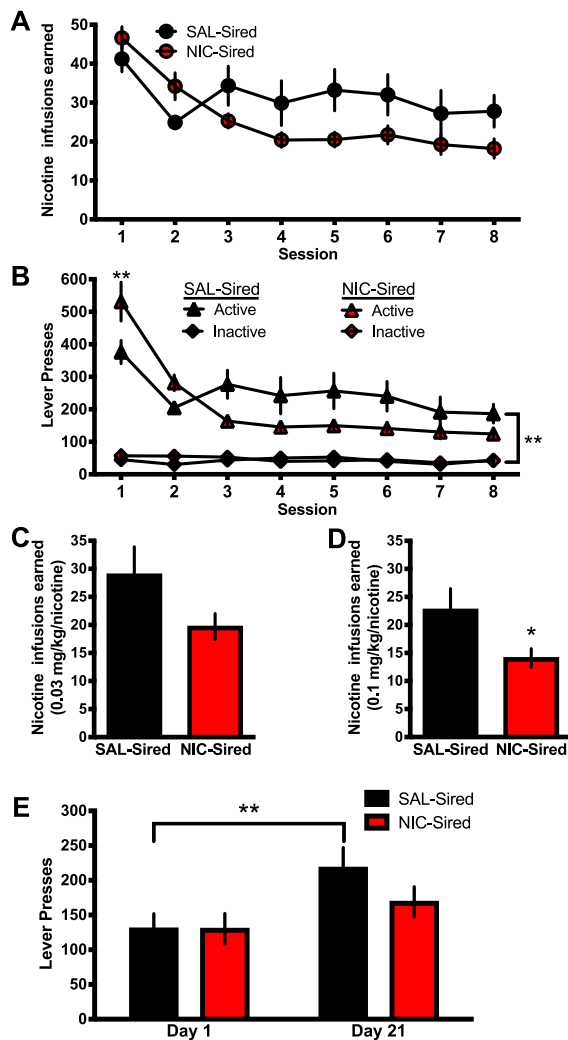 A
Nicotine infusions earned
50
40
30
20
10
0
SAL-Sired
NIC-Sired
1 2 3 4 5 6 7 8
Session
B
Lever Presses
600
500
400
300
200
100
0
**
SAL-Sired NIC-Sired
Active Active
Inactive Inactive
**
1 2 3 4 5 6 7 8
Session
C
Nicotine infusions earned
(0.03 mg/kg/nicotine)
35
30
25
20
15
10
5
0
SAL-Sired NIC-Sired
D
Nicotine infusions earned
(0.1 mg/kg/nicotine)
35
30
25
20
15
10
5
0
*
SAL-Sired NIC-Sired
E
Lever Presses
300
250
200
150
100
50
0
**
SAL-Sired
NIC-Sired
Day 1 Day 21